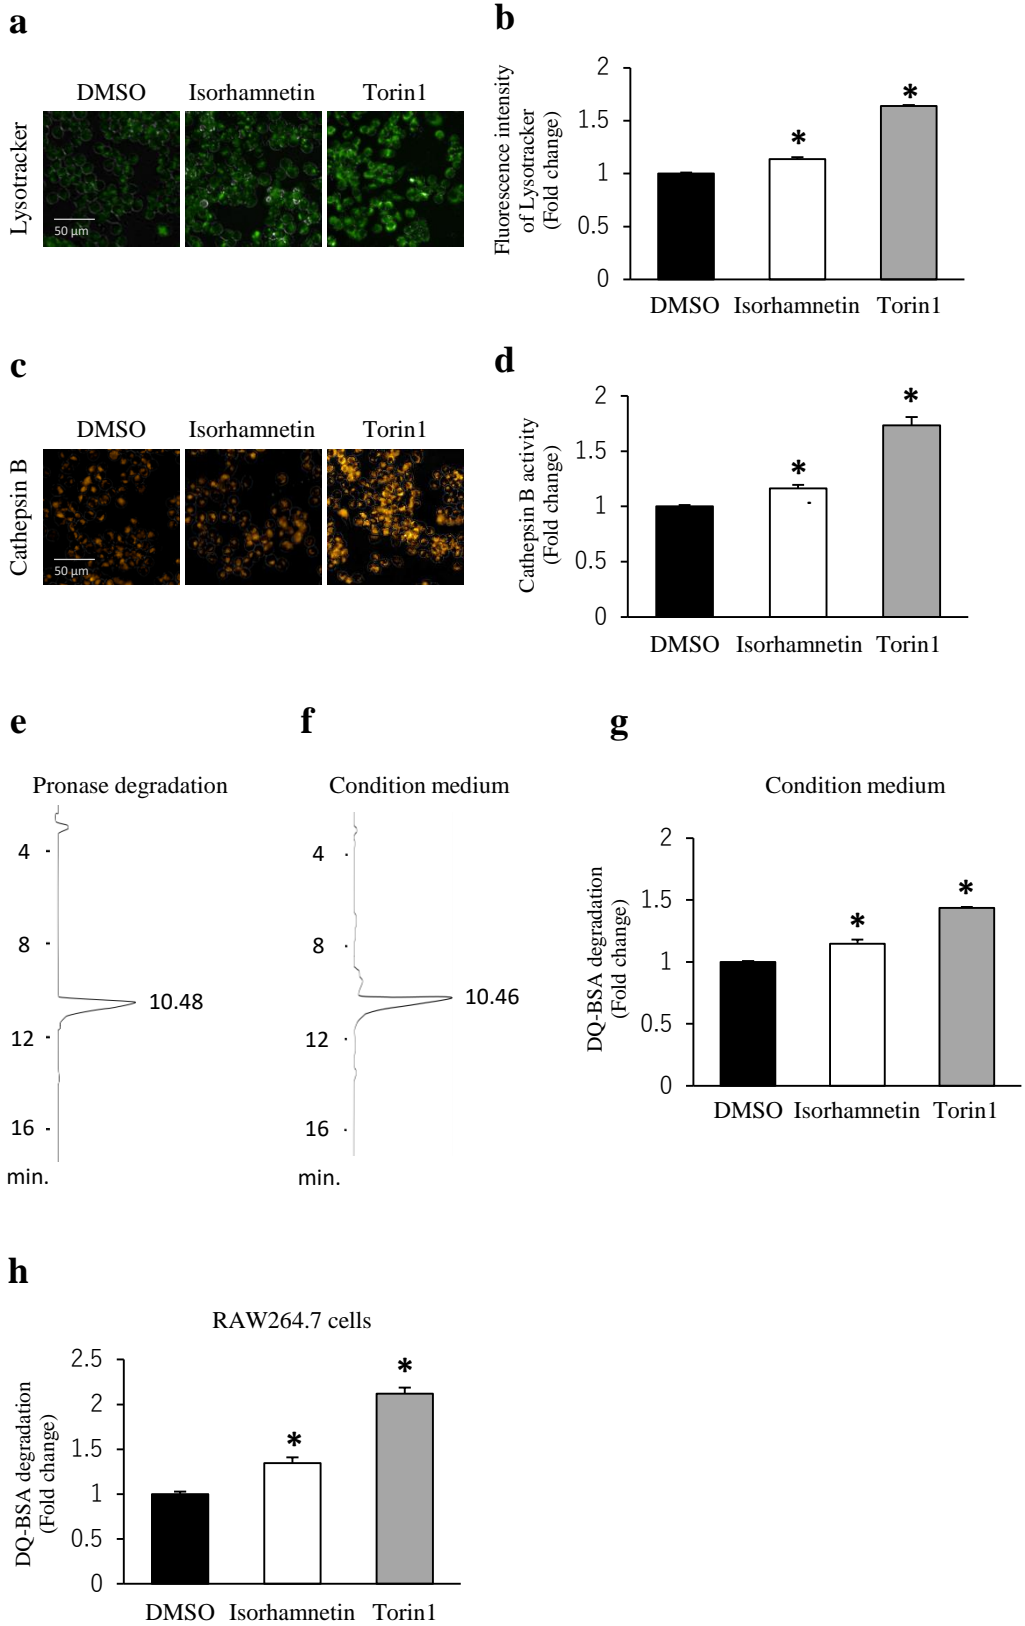 a
DMSO Isorhamnetin Torin1
Lysotracker
50 μm
b
Fluorescence intensity
of Lysotracker
(Fold change)
2
1.5
1
0.5
0
*
*
DMSO Isorhamnetin Torin1
c
DMSO Isorhamnetin Torin1
Cathepsin B
50 μm
d
Cathepsin B activity
(Fold change)
2
1.5
1
0.5
0
*
*
DMSO Isorhamnetin Torin1
e
Pronase degradation
4
8
10.48
12
16
min.
f
Condition medium
4
8
10.46
12
16
min.
g
Condition medium
DQ-BSA degradation
(Fold change)
2
1.5
1
0.5
0
*
*
DMSO Isorhamnetin Torin1
h
RAW264.7 cells
DQ-BSA degradation
(Fold change)
2.5
2
1.5
1
0.5
0
*
*
DMSO Isorhamnetin Torin1